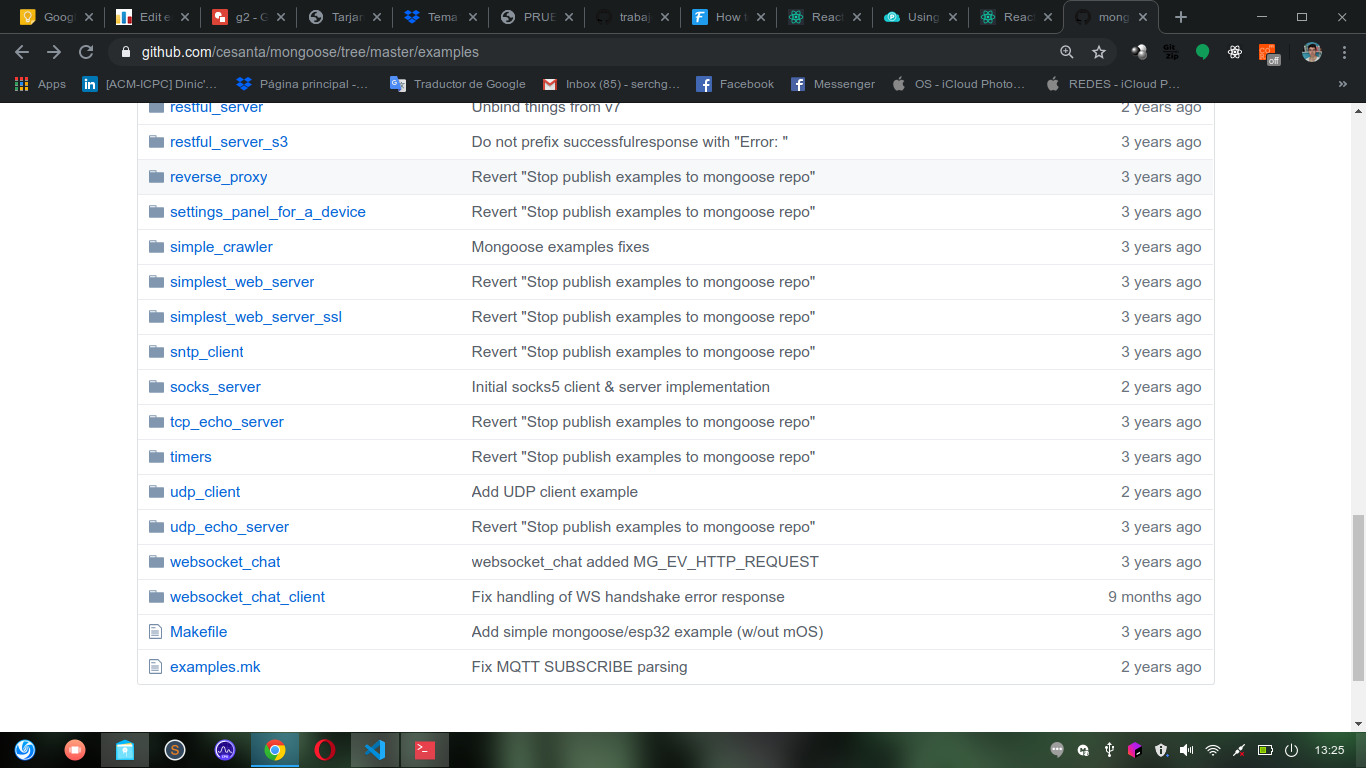 Googl
Edit e
g2 - G
Tarjan
Tema
PRUE
trabaj
How t
React
Using
React
mong
github.com/cesanta/mongoose/tree/master/examples
off
Apps
[ACM-ICPC] Dinic'...
Página principal -...
Traductor de Google
Inbox (85) - serchg...
Facebook
Messenger
OS - iCloud Photo...
REDES - iCloud P...
»
restful_server Unbind things from v7 2 years ago
restful_server_s3 Do not prefix successfulresponse with "Error: " 3 years ago
reverse_proxy Revert "Stop publish examples to mongoose repo" 3 years ago
settings_panel_for_a_device Revert "Stop publish examples to mongoose repo" 3 years ago
simple_crawler Mongoose examples fixes 3 years ago
simplest_web_server Revert "Stop publish examples to mongoose repo" 3 years ago
simplest_web_server_ssl Revert "Stop publish examples to mongoose repo" 3 years ago
sntp_client Revert "Stop publish examples to mongoose repo" 3 years ago
socks_server Initial socks5 client & server implementation 2 years ago
tcp_echo_server Revert "Stop publish examples to mongoose repo" 3 years ago
timers Revert "Stop publish examples to mongoose repo" 3 years ago
udp_client Add UDP client example 2 years ago
udp_echo_server Revert "Stop publish examples to mongoose repo" 3 years ago
websocket_chat websocket_chat added MG_EV_HTTP_REQUEST 3 years ago
websocket_chat_client Fix handling of WS handshake error response 9 months ago
Makefile Add simple mongoose/esp32 example (w/out mOS) 3 years ago
examples.mk Fix MQTT SUBSCRIBE parsing 2 years ago
13:25